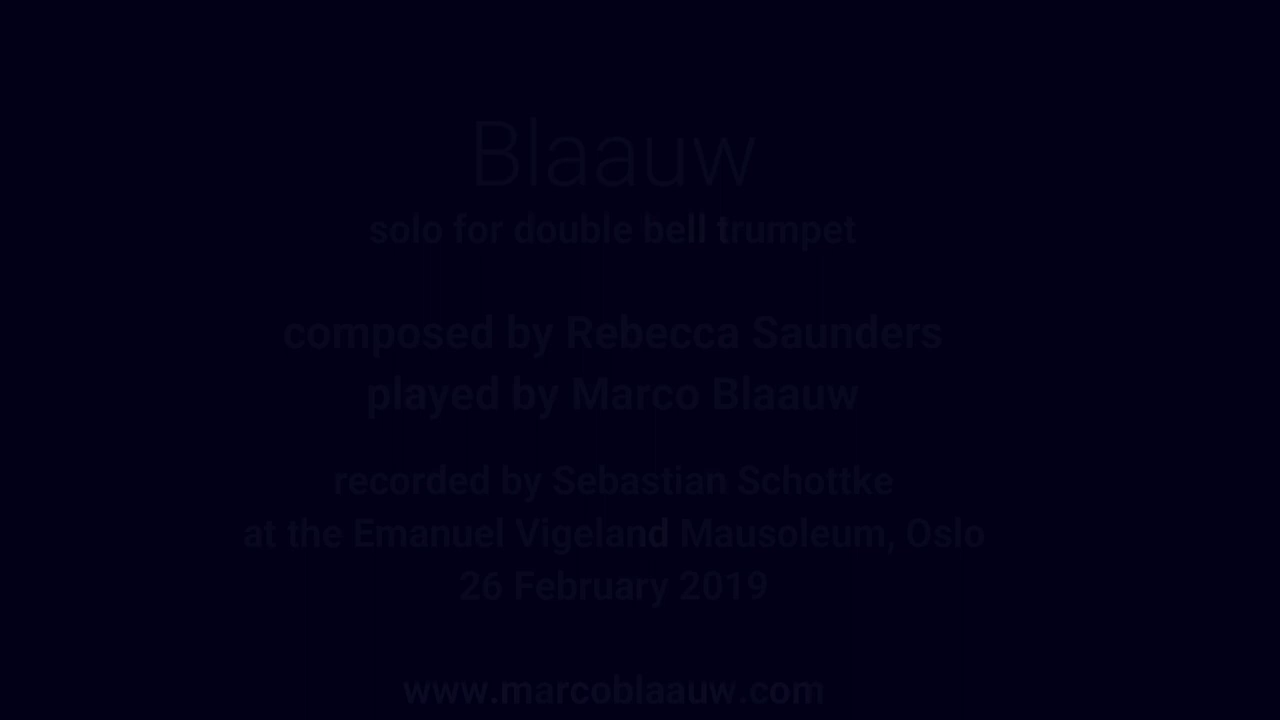 Blaauw
solo for double bell trumpet
composed by Rebecca Saunders
played by Marco Blaauw
recorded by Sebastian Schottke
at the Emanuel Vigeland Mausoleum, Oslo
26 February 2019
www.marcoblaauw.com